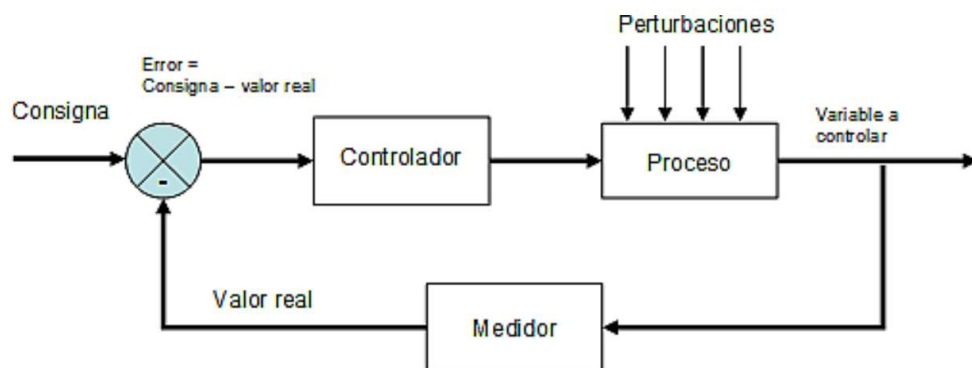 Perturbaciones
Error =
Consigna – valor real
Consigna
Variable a
controlar
Controlador
Proceso
-
Valor real
Medidor